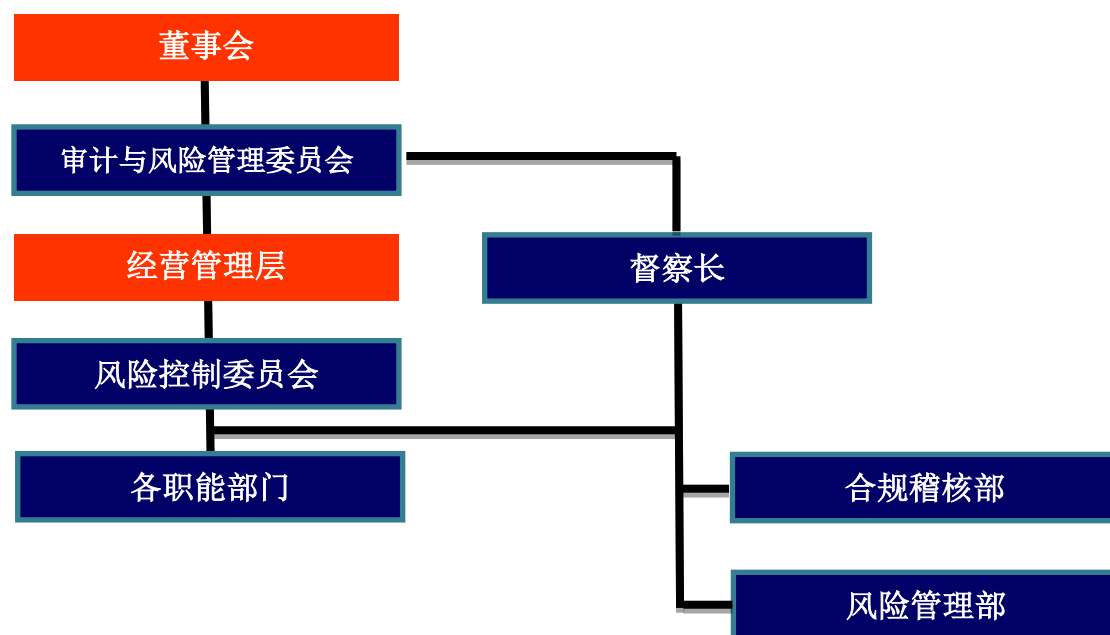 董事会
审计与风险管理委员会
经营管理层
督察长
风险控制委员会
各职能部门
合规稽核部
风险管理部